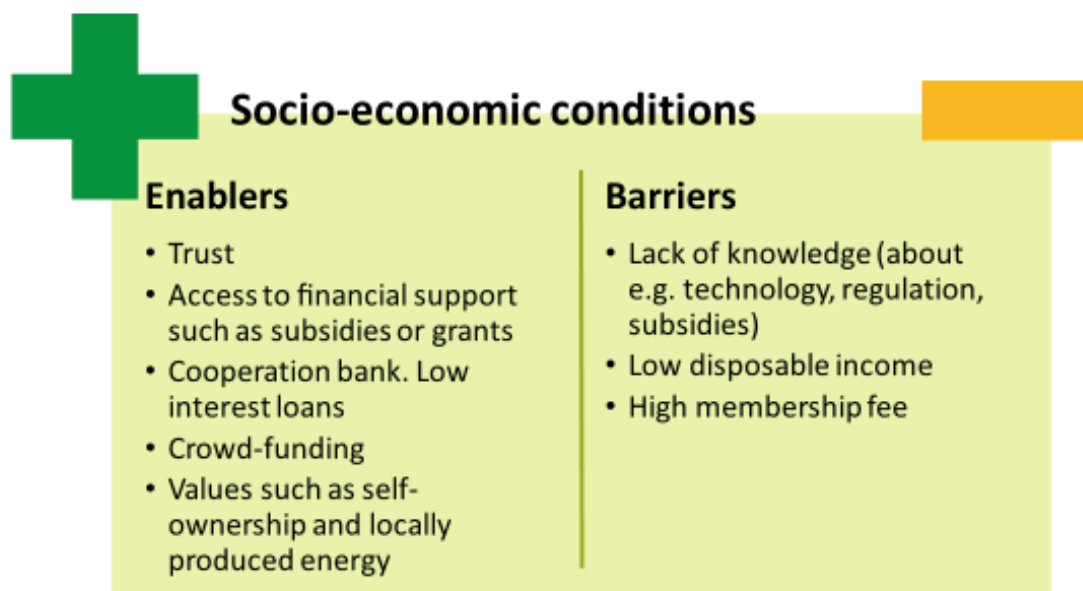 Socio-economic conditions
Enablers
• Trust
• Access to financial support
such as subsidies or grants
• Cooperation bank. Low
interest loans
• Crowd-funding
• Values such as self-
ownership and locally
produced energy
Barriers
• Lack of knowledge (about
e.g. technology, regulation,
subsidies)
• Low disposable income
• High membership fee